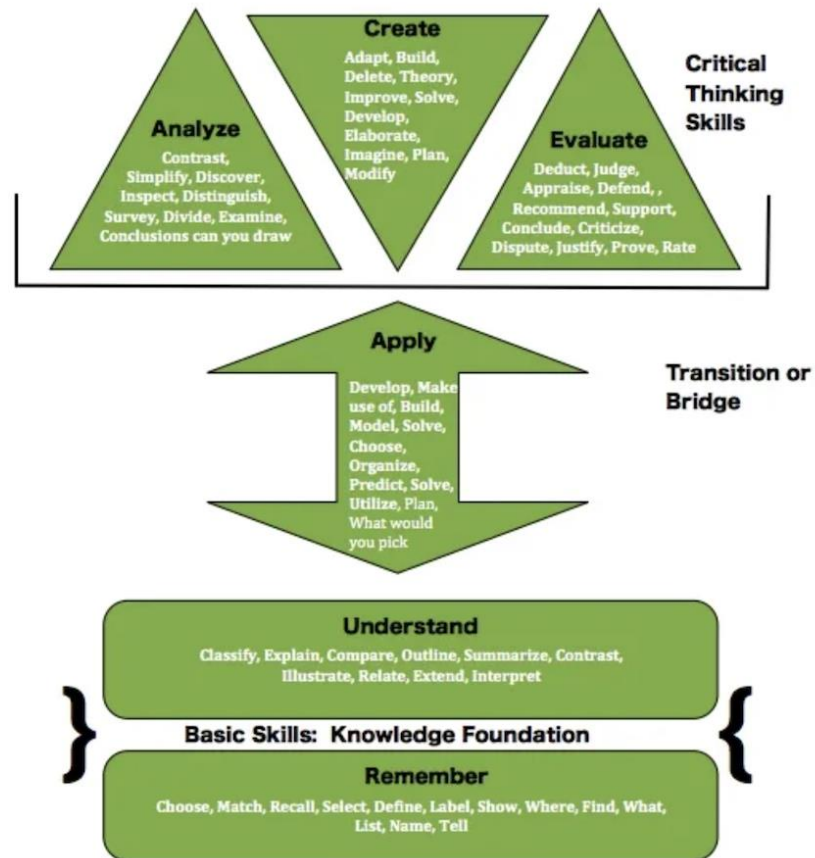 Create
Adapt, Build,
Delete, Theory,
Improve, Solve,
Develop,
Elaborate,
Imagine, Plan,
Modify
Analyze
Contrast,
Simplify, Discover,
Inspect, Distinguish,
Survey, Divide, Examine,
Conclusions can you draw
Evaluate
Deduct, Judge,
Appraise, Defend, ,
Recommend, Support,
Conclude, Criticize,
Dispute, Justify, Prove, Rate
Critical
Thinking
Skills
Apply
Develop, Make
use of, Build,
Model, Solve,
Choose,
Organize,
Predict, Solve,
Utilize, Plan,
What would
you pick
Transition or
Bridge
Understand
Classify, Explain, Compare, Outline, Summarize, Contrast,
Illustrate, Relate, Extend, Interpret
} Basic Skills: Knowledge Foundation {
Remember
Choose, Match, Recall, Select, Define, Label, Show, Where, Find, What,
List, Name, Tell